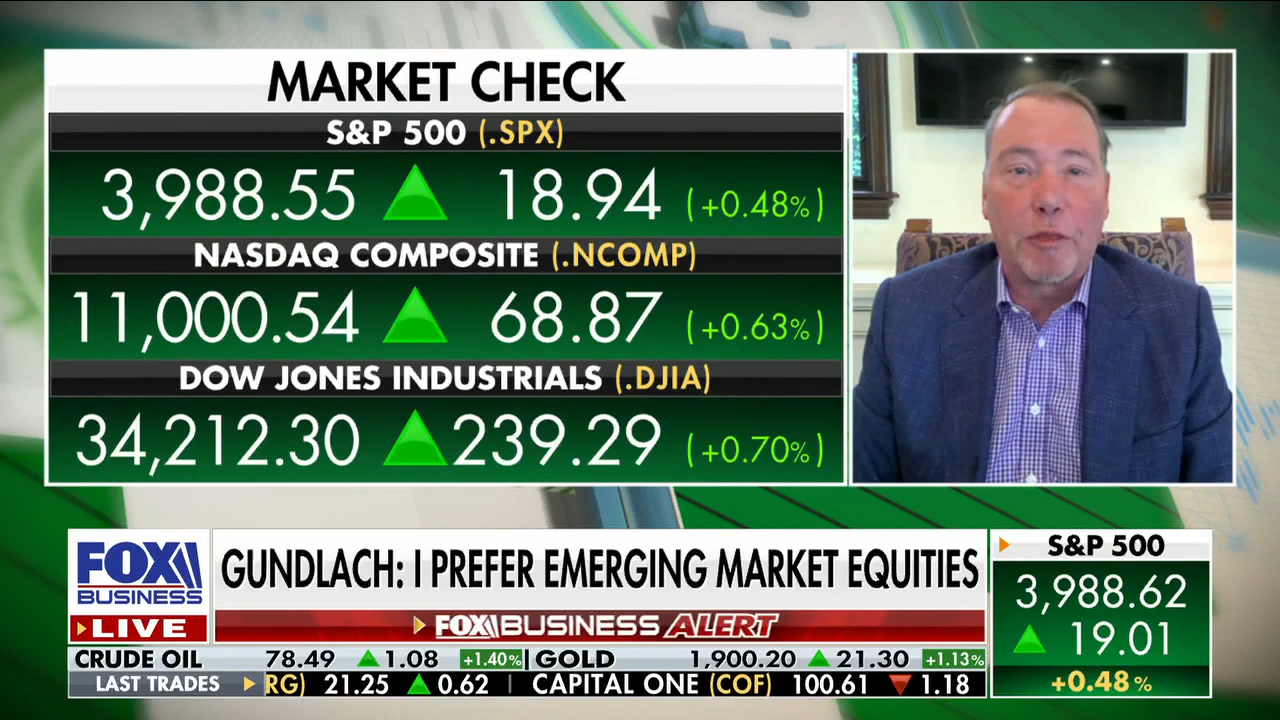 MARKET CHECK
S&P 500 (.SPX)
3,988.55 ▲ 18.94 (+0.48%)
NASDAQ COMPOSITE (.NCOMP)
11,000.54 ▲ 68.87 (+0.63%)
DOW JONES INDUSTRIALS (.DJIA)
34,212.30 ▲ 239.29 (+0.70%)
FOX BUSINESS
LIVE
GUNDLACH: I PREFER EMERGING MARKET EQUITIES
FOX BUSINESS ALERT
S&P 500
3,988.62
▲ 19.01
+0.48%
CRUDE OIL 78.49 ▲ 1.08 +1.40% GOLD 1,900.20 ▲ 21.30 +1.13%
LAST TRADES RG) 21.25 ▲ 0.62 CAPITAL ONE (COF) 100.61 ▼ 1.18